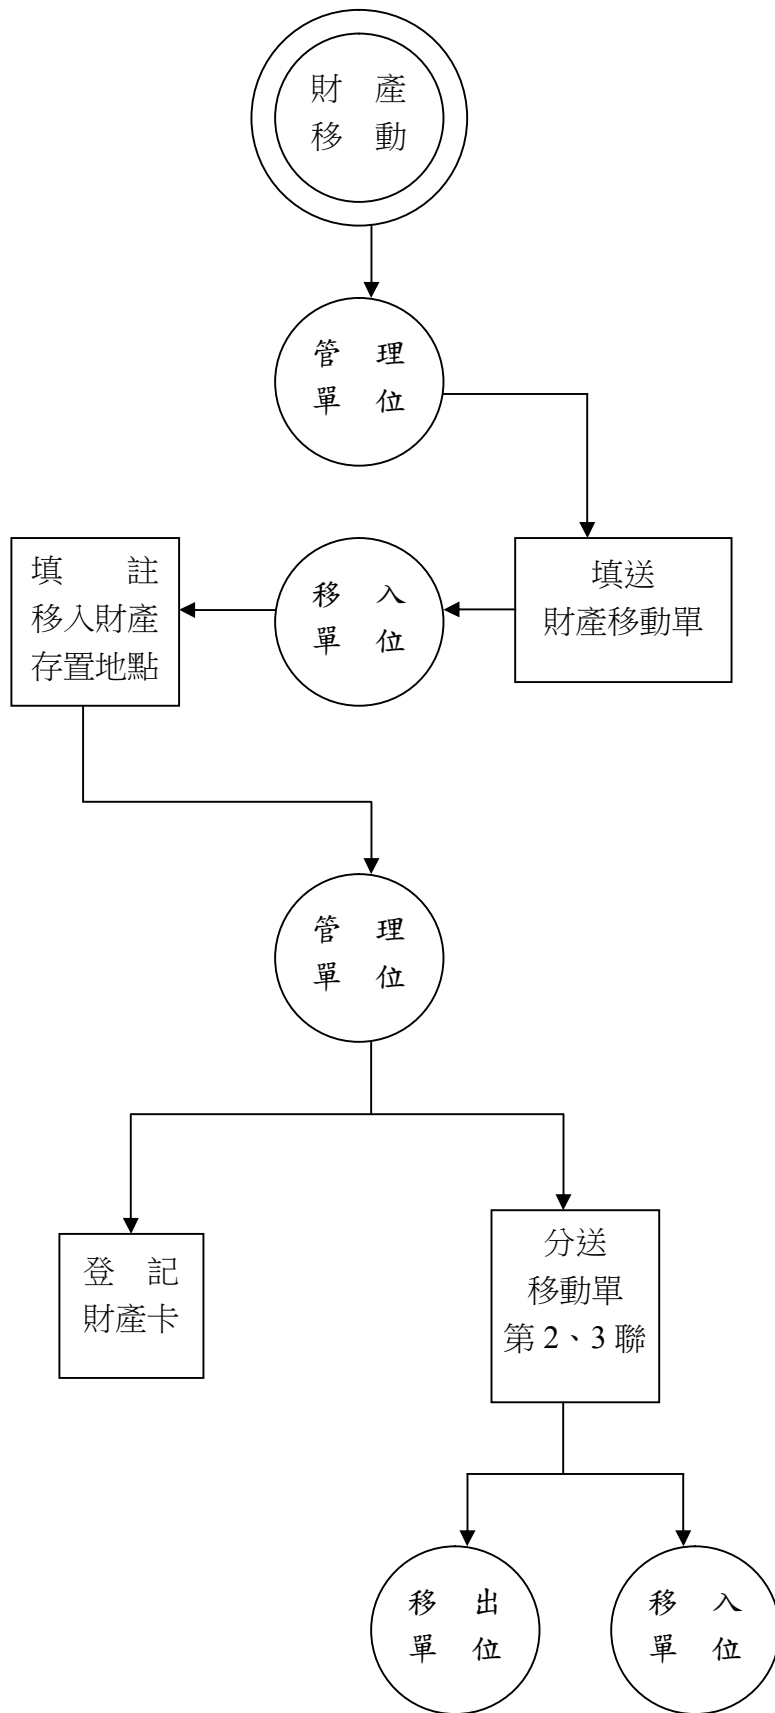 財 產
移 動
管 理
單 位
填送
財產移動單
移 入
單 位
填 註
移入財產
存置地點
管 理
單 位
登 記
財產卡
分送
移動單
第 2、3 聯
移 出
單 位
移 入
單 位